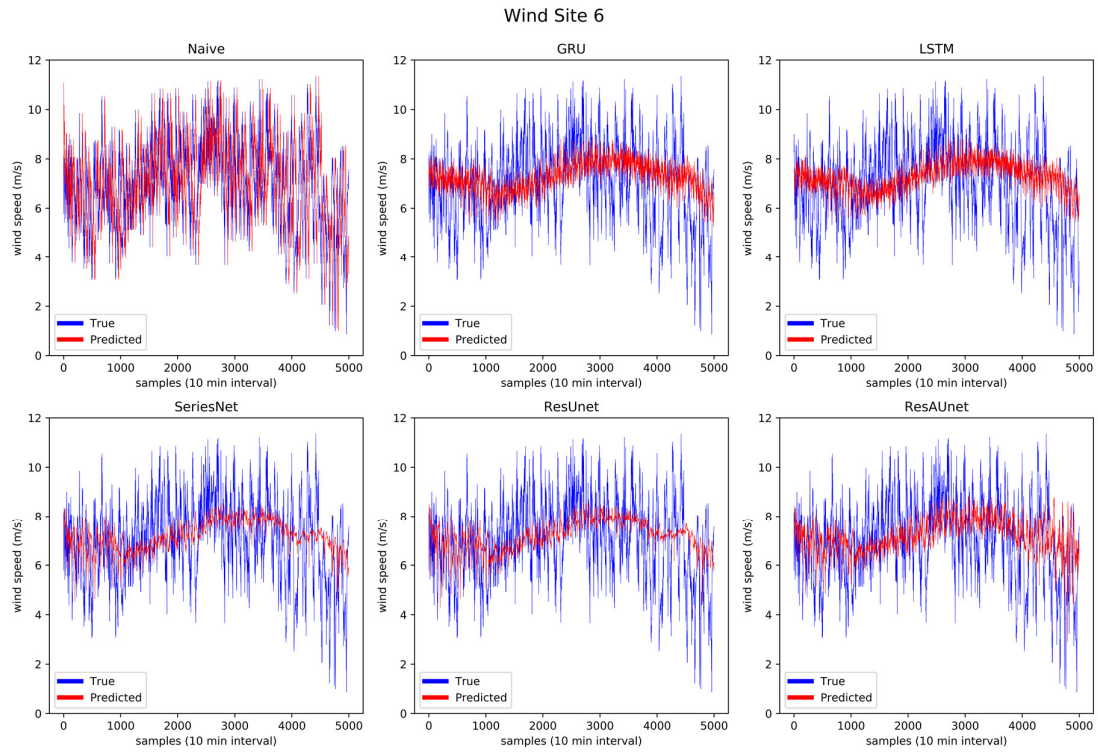 Wind Site 6
Naive
GRU
LSTM
12
10
8
6
4
2
0
wind speed (m/s)
True
Predicted
0 1000 2000 3000 4000 5000
samples (10 min interval)
12
10
8
6
4
2
0
wind speed (m/s)
True
Predicted
0 1000 2000 3000 4000 5000
samples (10 min interval)
12
10
8
6
4
2
0
wind speed (m/s)
True
Predicted
0 1000 2000 3000 4000 5000
samples (10 min interval)
SeriesNet
ResUnet
ResAUnet
12
10
8
6
4
2
0
wind speed (m/s)
True
Predicted
0 1000 2000 3000 4000 5000
samples (10 min interval)
12
10
8
6
4
2
0
wind speed (m/s)
True
Predicted
0 1000 2000 3000 4000 5000
samples (10 min interval)
12
10
8
6
4
2
0
wind speed (m/s)
True
Predicted
0 1000 2000 3000 4000 5000
samples (10 min interval)